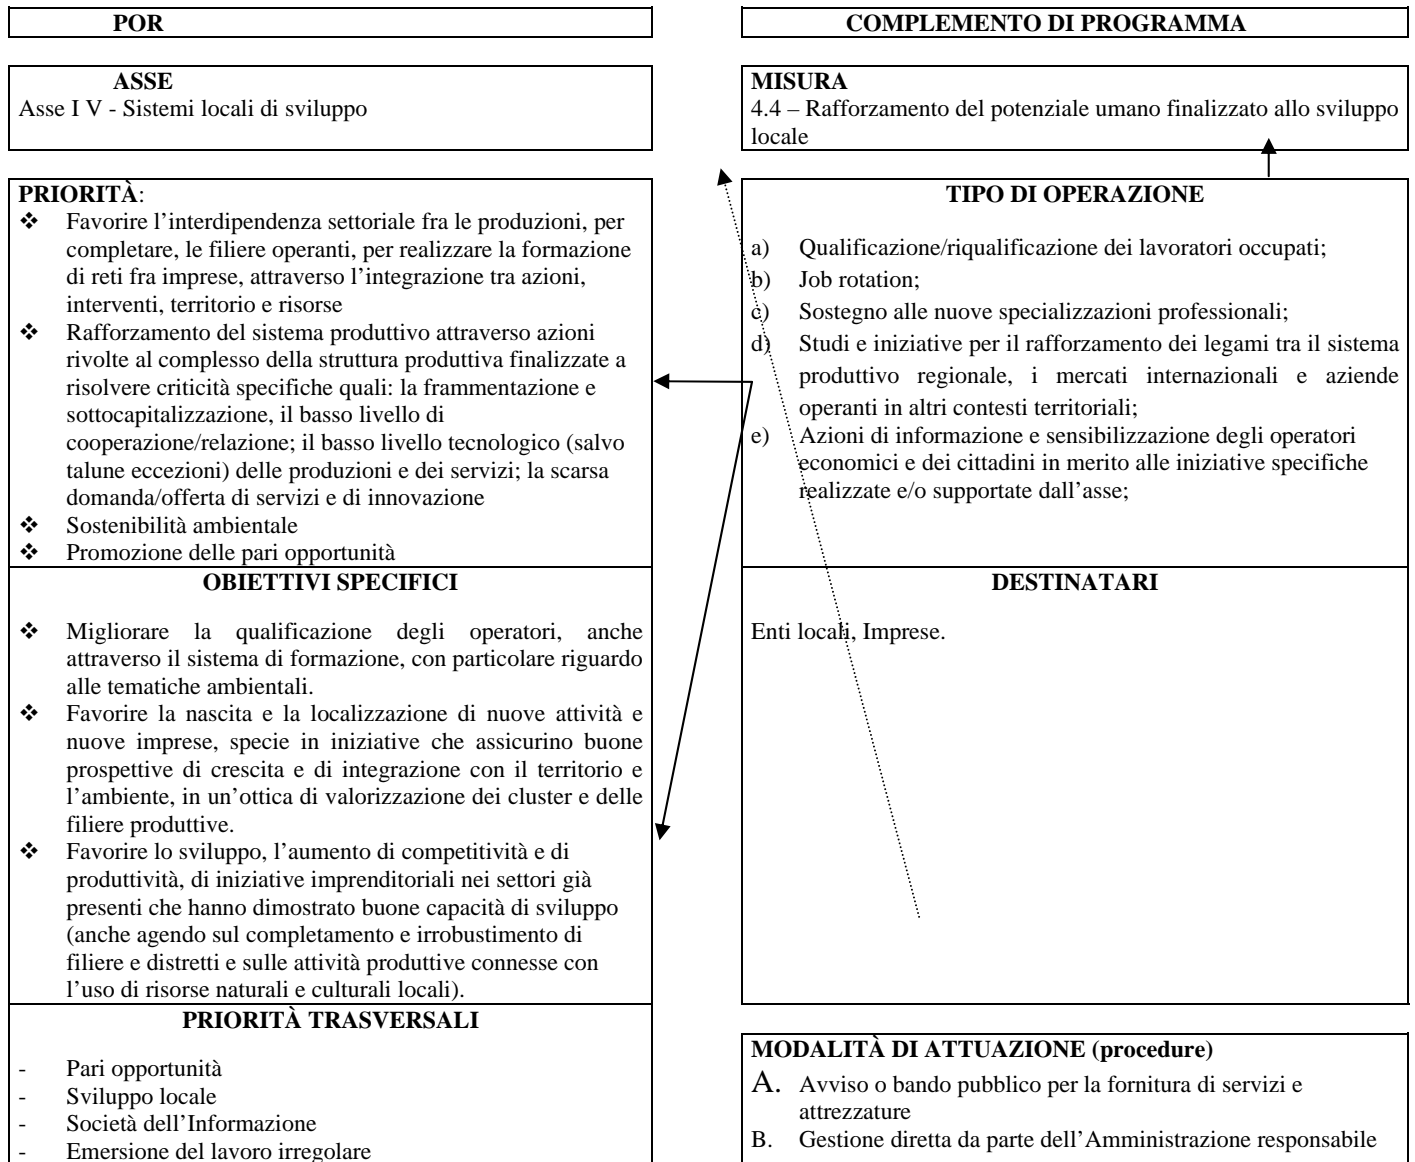 POR
ASSE
Asse I V - Sistemi locali di sviluppo
PRIORITÀ:
❖ Favorire l’interdipendenza settoriale fra le produzioni, per
completare, le filiere operanti, per realizzare la formazione
di reti fra imprese, attraverso l’integrazione tra azioni,
interventi, territorio e risorse
❖ Rafforzamento del sistema produttivo attraverso azioni
rivolte al complesso della struttura produttiva finalizzate a
risolvere criticità specifiche quali: la frammentazione e
sottocapitalizzazione, il basso livello di
cooperazione/relazione; il basso livello tecnologico (salvo
talune eccezioni) delle produzioni e dei servizi; la scarsa
domanda/offerta di servizi e di innovazione
❖ Sostenibilità ambientale
❖ Promozione delle pari opportunità
OBIETTIVI SPECIFICI
❖ Migliorare la qualificazione degli operatori, anche
attraverso il sistema di formazione, con particolare riguardo
alle tematiche ambientali.
❖ Favorire la nascita e la localizzazione di nuove attività e
nuove imprese, specie in iniziative che assicurino buone
prospettive di crescita e di integrazione con il territorio e
l’ambiente, in un’ottica di valorizzazione dei cluster e delle
filiere produttive.
❖ Favorire lo sviluppo, l’aumento di competitività e di
produttività, di iniziative imprenditoriali nei settori già
presenti che hanno dimostrato buone capacità di sviluppo
(anche agendo sul completamento e irrobustimento di
filiere e distretti e sulle attività produttive connesse con
l’uso di risorse naturali e culturali locali).
PRIORITÀ TRASVERSALI
- Pari opportunità
- Sviluppo locale
- Società dell’Informazione
- Emersione del lavoro irregolare
COMPLEMENTO DI PROGRAMMA
MISURA
4.4 – Rafforzamento del potenziale umano finalizzato allo sviluppo
locale
TIPO DI OPERAZIONE
a) Qualificazione/riqualificazione dei lavoratori occupati;
b) Job rotation;
c) Sostegno alle nuove specializzazioni professionali;
d) Studi e iniziative per il rafforzamento dei legami tra il sistema
produttivo regionale, i mercati internazionali e aziende
operanti in altri contesti territoriali;
e) Azioni di informazione e sensibilizzazione degli operatori
economici e dei cittadini in merito alle iniziative specifiche
realizzate e/o supportate dall’asse;
DESTINATARI
Enti locali, Imprese.
MODALITÀ DI ATTUAZIONE (procedure)
A. Avviso o bando pubblico per la fornitura di servizi e
attrezzature
B. Gestione diretta da parte dell’Amministrazione responsabile